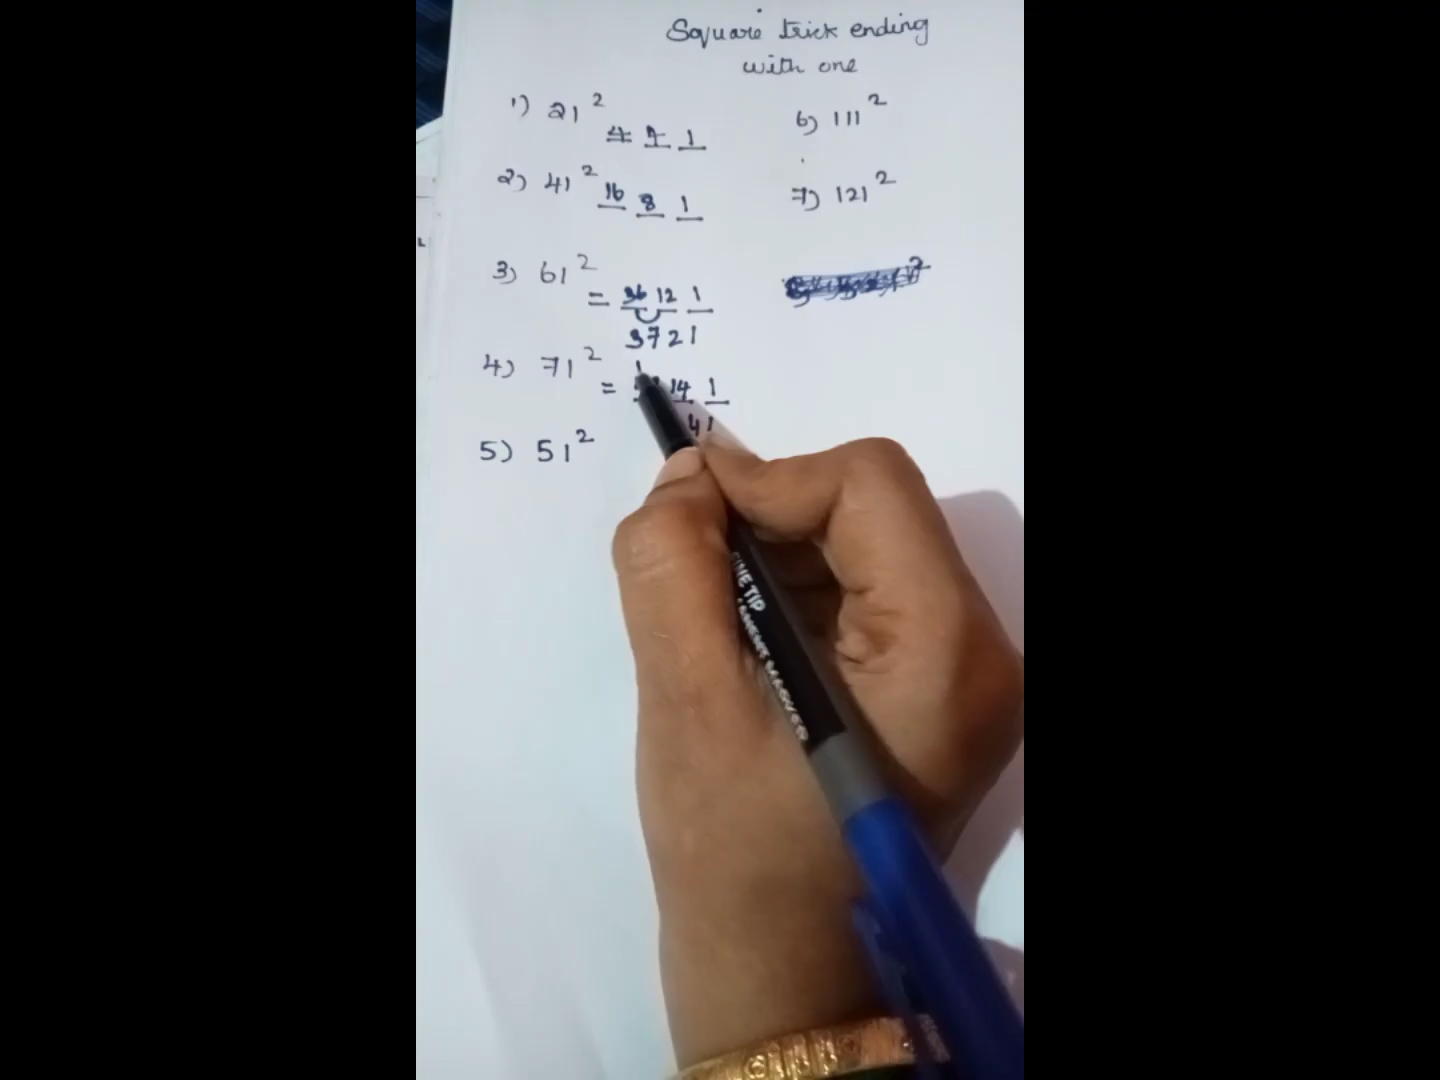 Square trick ending
with one
1) 21²
4 4 1
2) 41² 16 8 1
3) 61²
= 36 12 1
3721
4) 71²
= 14 1
41
5) 51²
6) 111²
7) 121²
FINE TIP